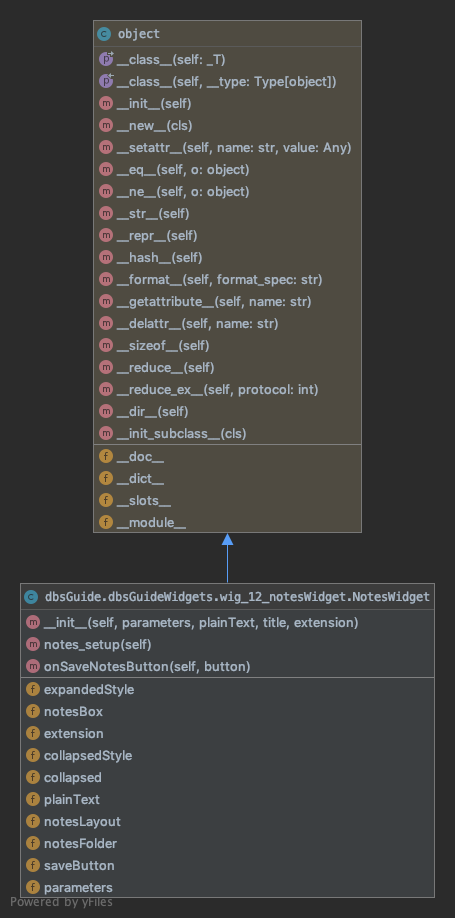 object
__class__(self: _T)
__class__(self, __type: Type[object])
__init__(self)
__new__(cls)
__setattr__(self, name: str, value: Any)
__eq__(self, o: object)
__ne__(self, o: object)
__str__(self)
__repr__(self)
__hash__(self)
__format__(self, format_spec: str)
__getattribute__(self, name: str)
__delattr__(self, name: str)
__sizeof__(self)
__reduce__(self)
__reduce_ex__(self, protocol: int)
__dir__(self)
__init_subclass__(cls)
__doc__
__dict__
__slots__
__module__
dbsGuide.dbsGuideWidgets.wig_12_notesWidget.NotesWidget
__init__(self, parameters, plainText, title, extension)
notes_setup(self)
onSaveNotesButton(self, button)
expandedStyle
notesBox
extension
collapsedStyle
collapsed
plainText
notesLayout
notesFolder
saveButton
parameters
Powered by yFiles